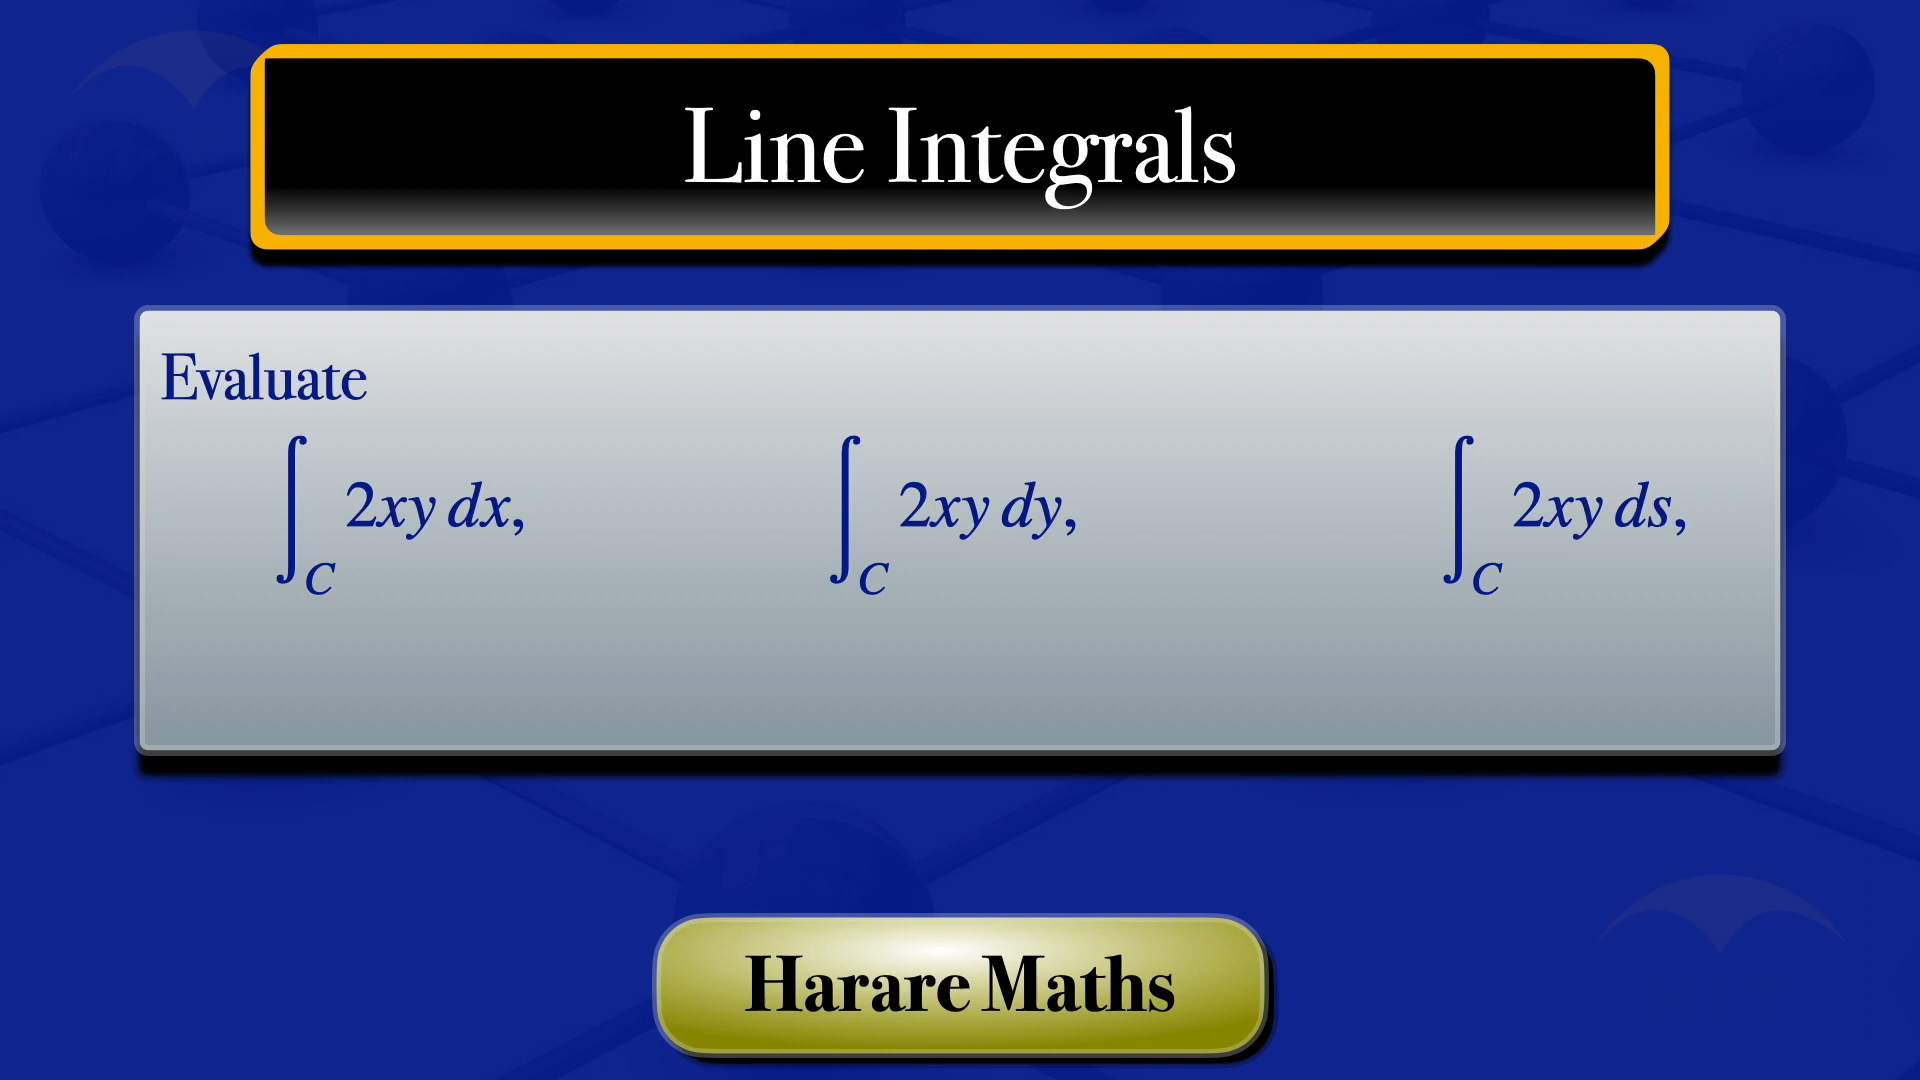 Line Integrals
Evaluate
∫_C 2xy dx, ∫_C 2xy dy, ∫_C 2xy ds,
Harare Maths